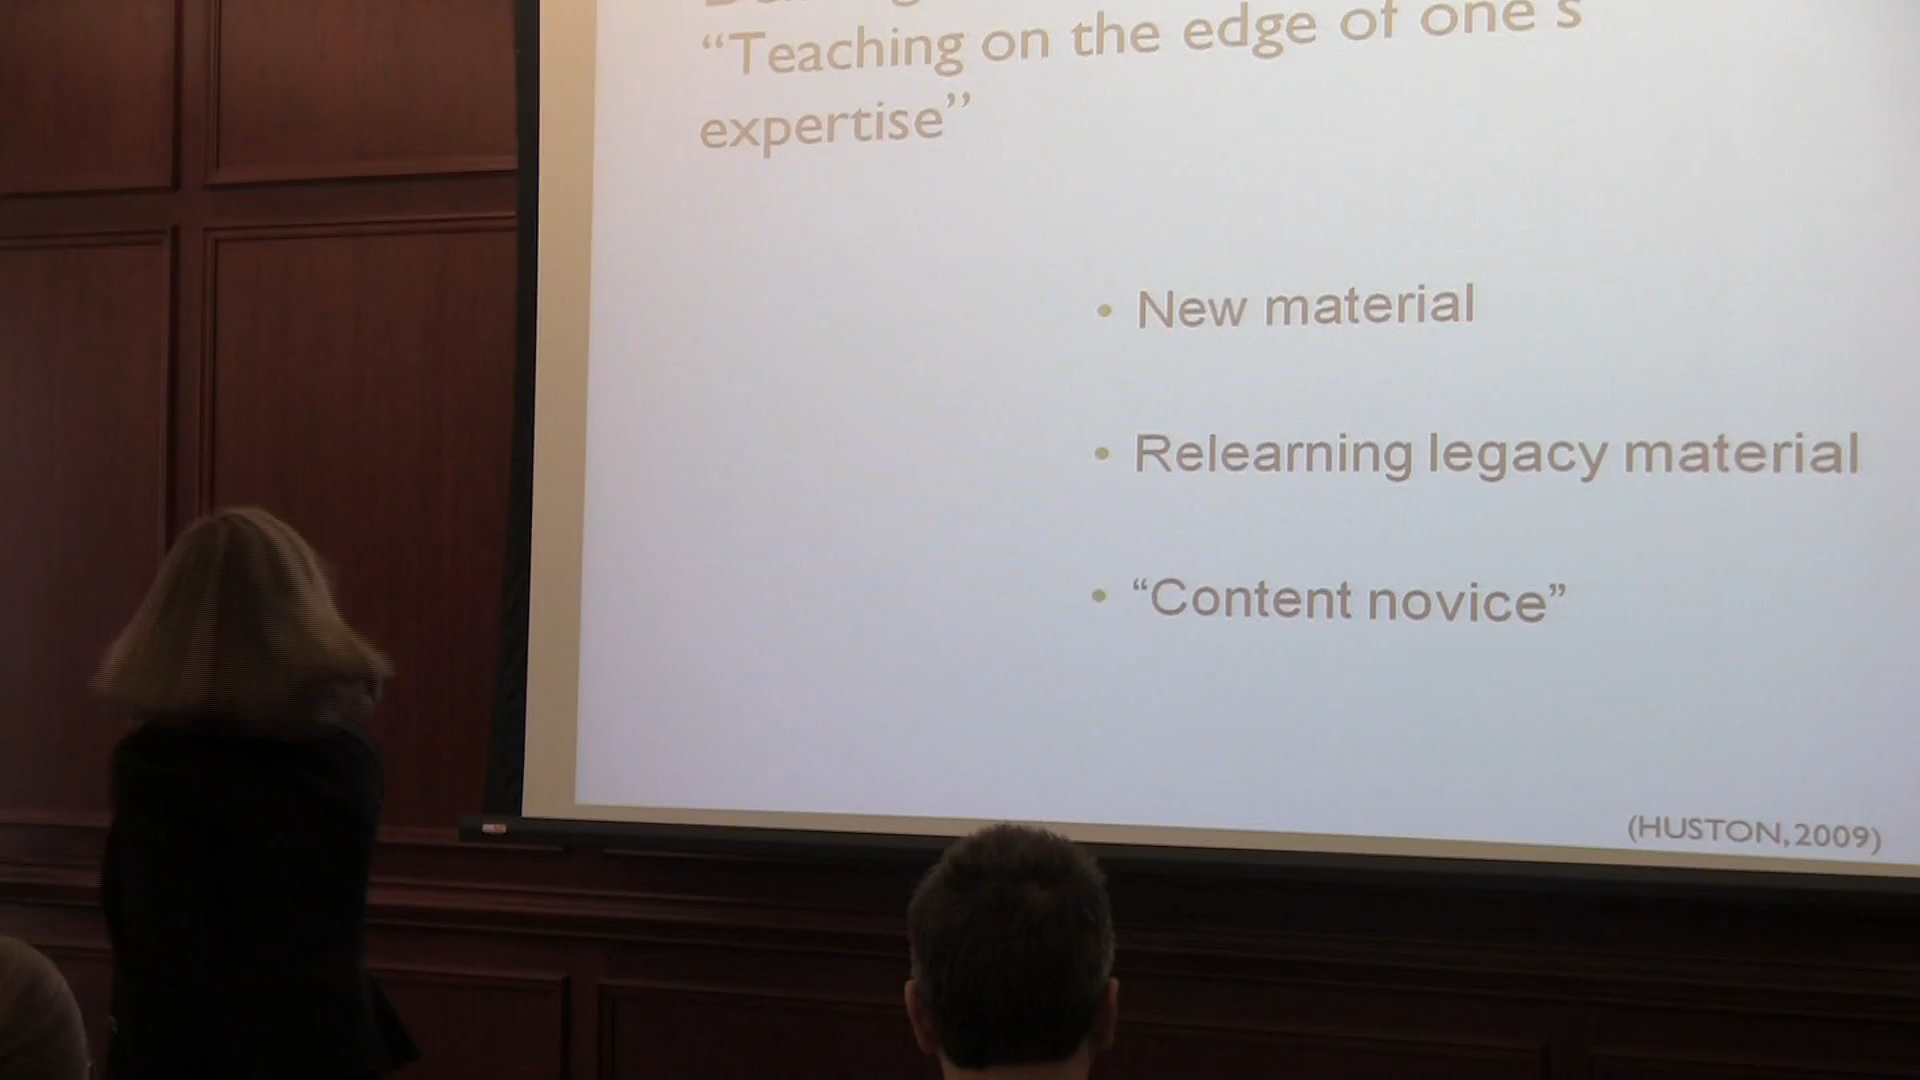 “Teaching on the edge of one's
expertise”
• New material
• Relearning legacy material
• “Content novice”
(HUSTON, 2009)